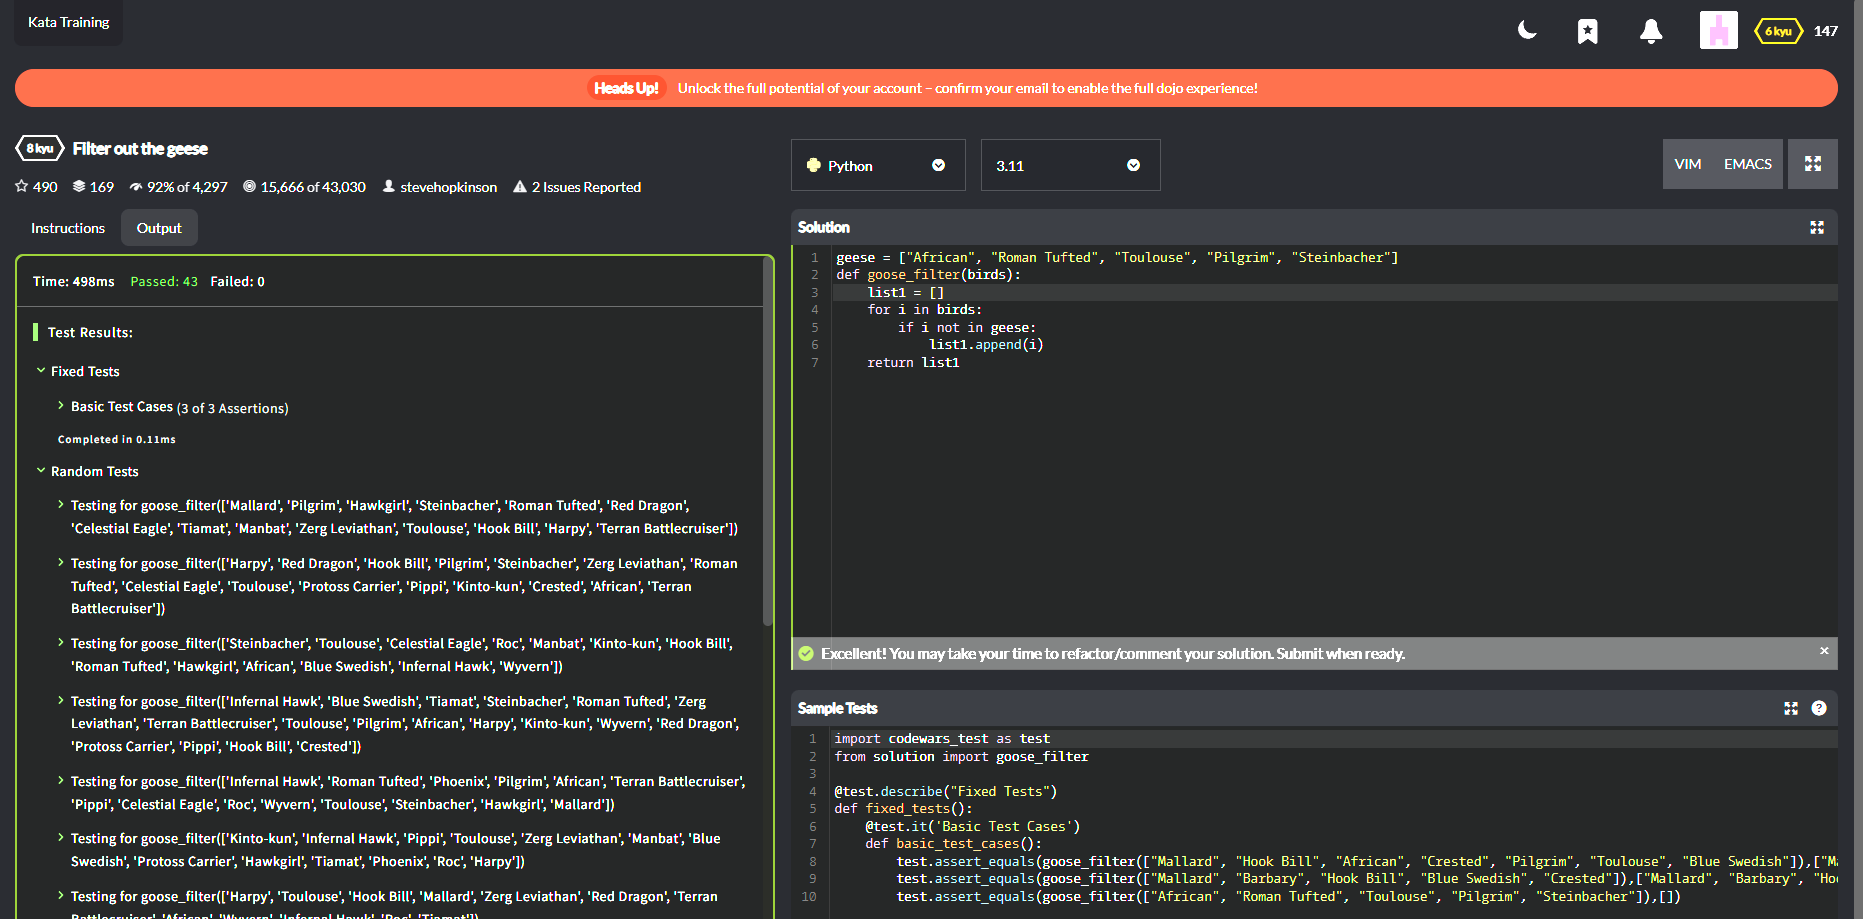 Kata Training
6 kyu 147
Heads Up! Unlock the full potential of your account – confirm your email to enable the full dojo experience!
8 kyu Filter out the geese
490 169 92% of 4,297 15,666 of 43,030 stevehopkinson 2 Issues Reported
Instructions Output
Time: 498ms Passed: 43 Failed: 0
Test Results:
Fixed Tests
Basic Test Cases (3 of 3 Assertions)
Completed in 0.11ms
Random Tests
Testing for goose_filter(['Mallard', 'Pilgrim', 'Hawkgirl', 'Steinbacher', 'Roman Tufted', 'Red Dragon',
'Celestial Eagle', 'Tiamat', 'Manbat', 'Zerg Leviathan', 'Toulouse', 'Hook Bill', 'Harpy', 'Terran Battlecruiser'])
Testing for goose_filter(['Harpy', 'Red Dragon', 'Hook Bill', 'Pilgrim', 'Steinbacher', 'Zerg Leviathan', 'Roman
Tufted', 'Celestial Eagle', 'Toulouse', 'Protoss Carrier', 'Pippi', 'Kinto-kun', 'Crested', 'African', 'Terran
Battlecruiser'])
Testing for goose_filter(['Steinbacher', 'Toulouse', 'Celestial Eagle', 'Roc', 'Manbat', 'Kinto-kun', 'Hook Bill',
'Roman Tufted', 'Hawkgirl', 'African', 'Blue Swedish', 'Infernal Hawk', 'Wyvern'])
Testing for goose_filter(['Infernal Hawk', 'Blue Swedish', 'Tiamat', 'Steinbacher', 'Roman Tufted', 'Zerg
Leviathan', 'Terran Battlecruiser', 'Toulouse', 'Pilgrim', 'African', 'Harpy', 'Kinto-kun', 'Wyvern', 'Red Dragon',
'Protoss Carrier', 'Pippi', 'Hook Bill', 'Crested'])
Testing for goose_filter(['Infernal Hawk', 'Roman Tufted', 'Phoenix', 'Pilgrim', 'African', 'Terran Battlecruiser',
'Pippi', 'Celestial Eagle', 'Roc', 'Wyvern', 'Toulouse', 'Steinbacher', 'Hawkgirl', 'Mallard'])
Testing for goose_filter(['Kinto-kun', 'Infernal Hawk', 'Pippi', 'Toulouse', 'Zerg Leviathan', 'Manbat', 'Blue
Swedish', 'Protoss Carrier', 'Hawkgirl', 'Tiamat', 'Phoenix', 'Roc', 'Harpy'])
Testing for goose_filter(['Harpy', 'Toulouse', 'Hook Bill', 'Mallard', 'Zerg Leviathan', 'Red Dragon', 'Terran
Battlecruiser', 'African', 'Wyvern', 'Infernal Hawk', 'Roc', 'Tiamat'])
Python 3.11 VIM EMACS
Solution
1 geese = ["African", "Roman Tufted", "Toulouse", "Pilgrim", "Steinbacher"]
2 def goose_filter(birds):
3 list1 = []
4 for i in birds:
5 if i not in geese:
6 list1.append(i)
7 return list1
Excellent! You may take your time to refactor/comment your solution. Submit when ready. ×
Sample Tests ?
1 import codewars_test as test
2 from solution import goose_filter
3
4 @test.describe("Fixed Tests")
5 def fixed_tests():
6 @test.it('Basic Test Cases')
7 def basic_test_cases():
8 test.assert_equals(goose_filter(["Mallard", "Hook Bill", "African", "Crested", "Pilgrim", "Toulouse", "Blue Swedish"]),["Ma
9 test.assert_equals(goose_filter(["Mallard", "Barbary", "Hook Bill", "Blue Swedish", "Crested"]),["Mallard", "Barbary", "Hoo
10 test.assert_equals(goose_filter(["African", "Roman Tufted", "Toulouse", "Pilgrim", "Steinbacher"]),[])